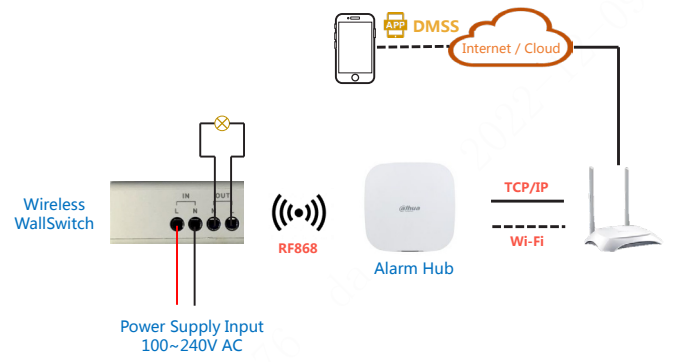 APP DMSS
Internet / Cloud
IN OUT
L N N
Wireless
WallSwitch
RF868
alhua
TCP/IP
Wi-Fi
Alarm Hub
Power Supply Input
100~240V AC